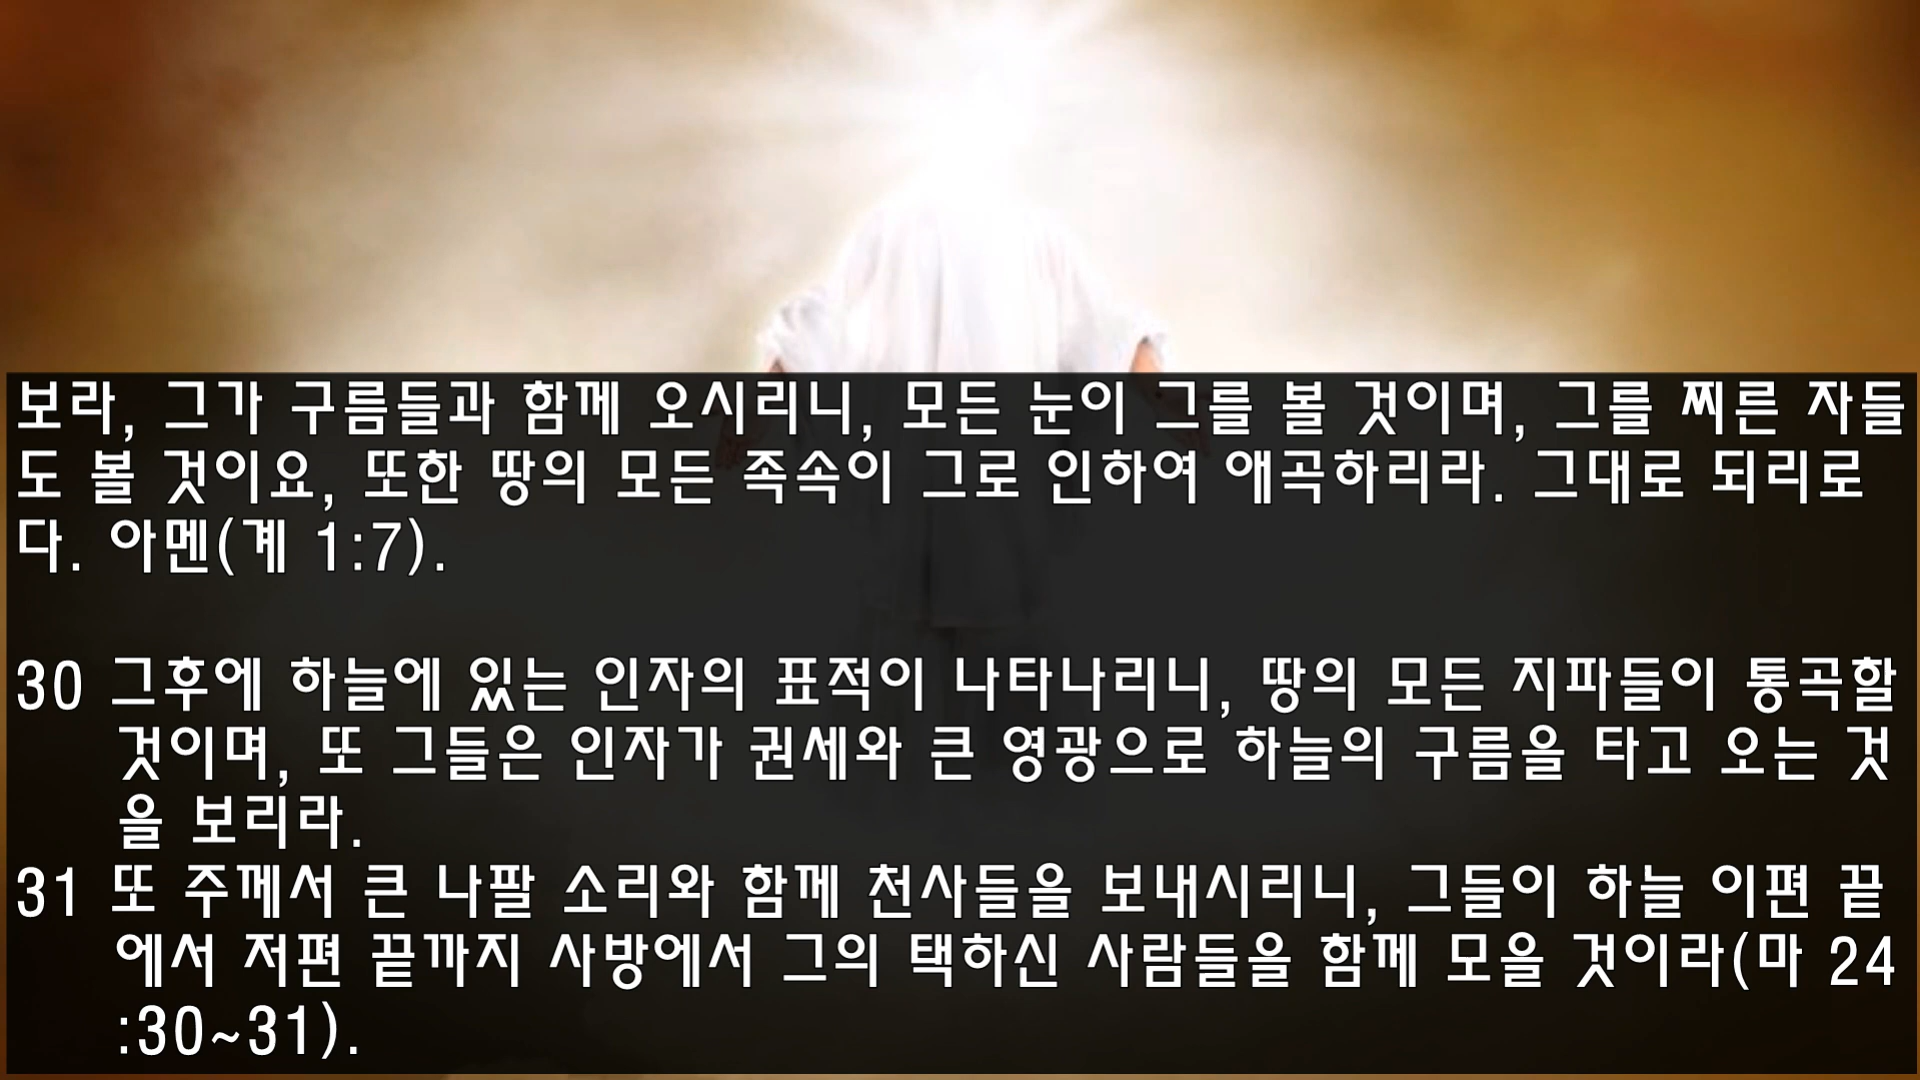 보라, 그가 구름들과 함께 오시리니, 모든 눈이 그를 볼 것이며, 그를 찌른 자들
도 볼 것이요, 또한 땅의 모든 족속이 그로 인하여 애곡하리라. 그대로 되리로
다. 아멘(계 1:7).
30 그후에 하늘에 있는 인자의 표적이 나타나리니, 땅의 모든 지파들이 통곡할
것이며, 또 그들은 인자가 권세와 큰 영광으로 하늘의 구름을 타고 오는 것
을 보리라.
31 또 주께서 큰 나팔 소리와 함께 천사들을 보내시리니, 그들이 하늘 이편 끝
에서 저편 끝까지 사방에서 그의 택하신 사람들을 함께 모을 것이라(마 24
:30~31).